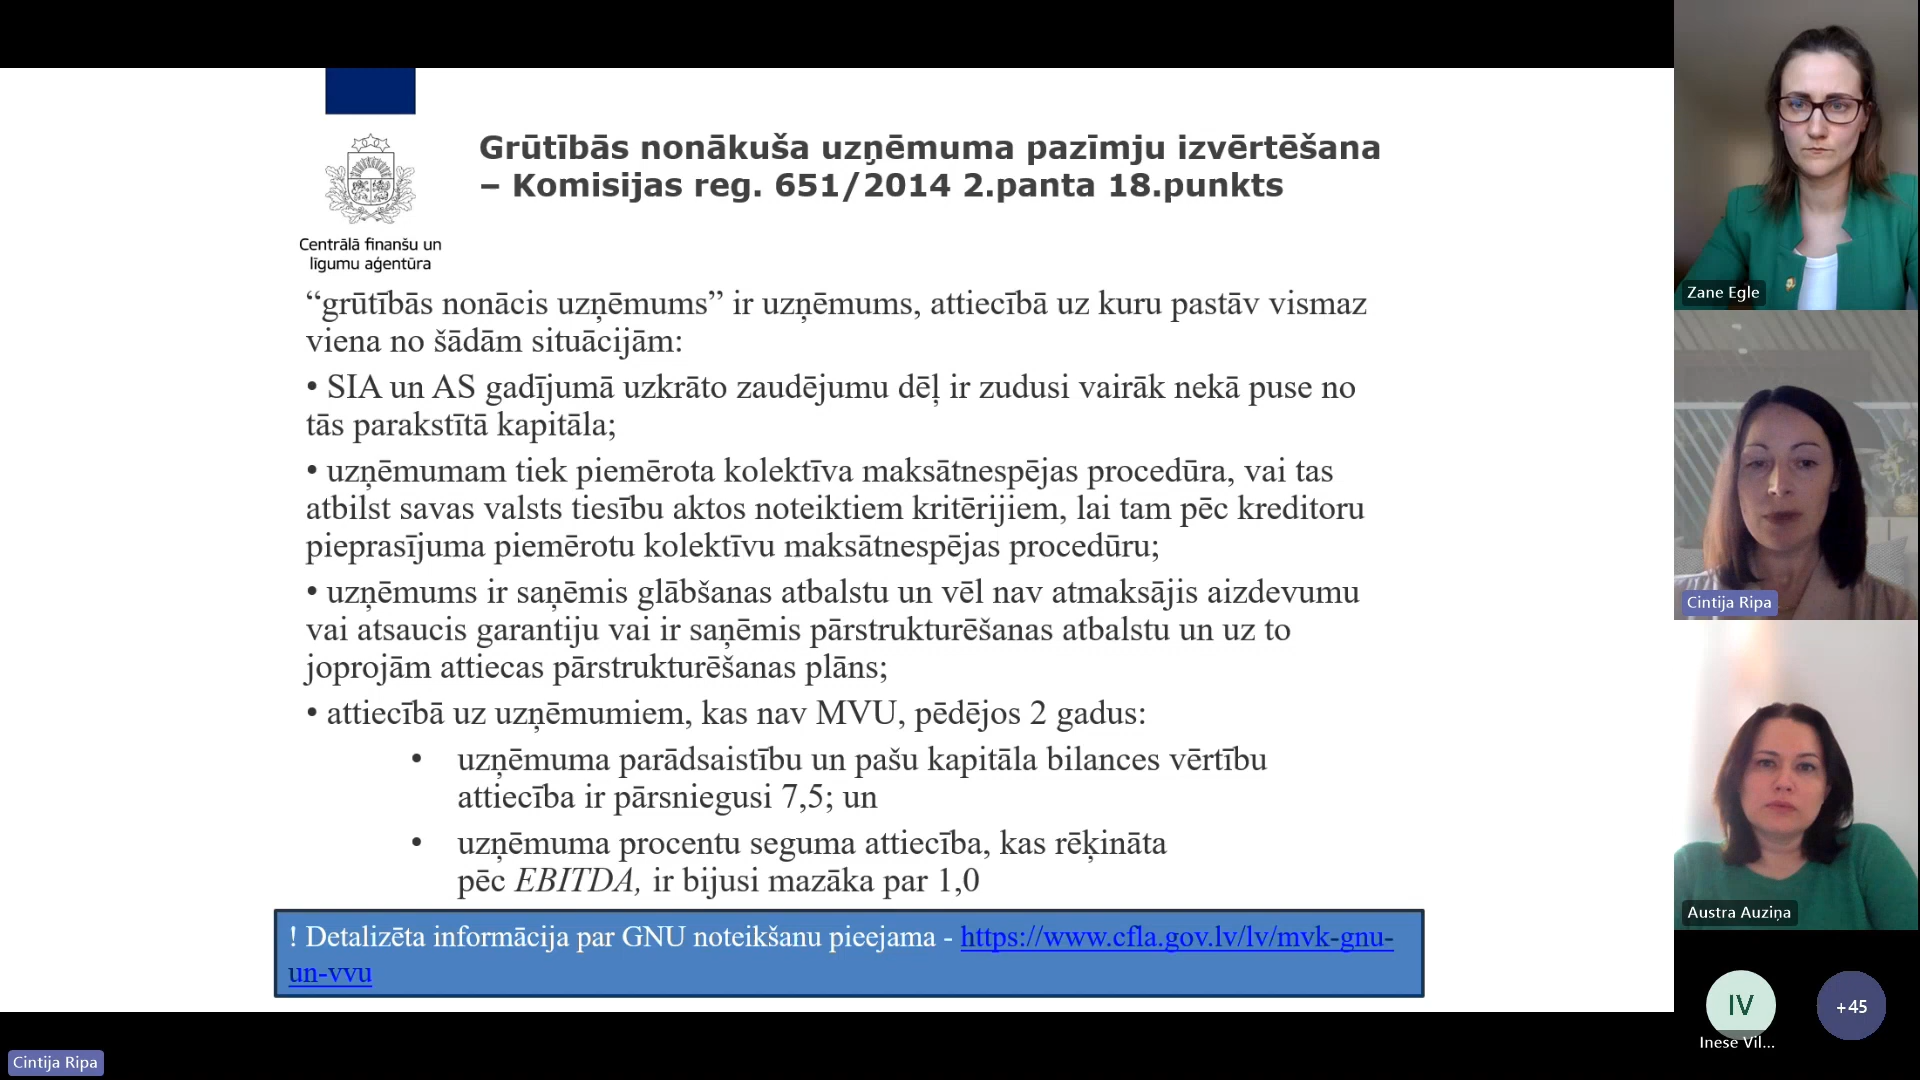 Grūtībās nonākuša uzņēmuma pazīmju izvērtēšana
– Komisijas reg. 651/2014 2.panta 18.punkts
Centrālā finanšu un
līgumu aģentūra
“grūtībās nonācis uzņēmums” ir uzņēmums, attiecībā uz kuru pastāv vismaz
viena no šādām situācijām:
• SIA un AS gadījumā uzkrāto zaudējumu dēļ ir zudusi vairāk nekā puse no
tās parakstītā kapitāla;
• uzņēmumam tiek piemērota kolektīva maksātnespējas procedūra, vai tas
atbilst savas valsts tiesību aktos noteiktiem kritērijiem, lai tam pēc kreditoru
pieprasījuma piemērotu kolektīvu maksātnespējas procedūru;
• uzņēmums ir saņēmis glābšanas atbalstu un vēl nav atmaksājis aizdevumu
vai atsaucis garantiju vai ir saņēmis pārstrukturēšanas atbalstu un uz to
joprojām attiecas pārstrukturēšanas plāns;
• attiecībā uz uzņēmumiem, kas nav MVU, pēdējos 2 gadus:
• uzņēmuma parādsaistību un pašu kapitāla bilances vērtību
attiecība ir pārsniegusi 7,5; un
• uzņēmuma procentu seguma attiecība, kas rēķināta
pēc EBITDA, ir bijusi mazāka par 1,0
! Detalizēta informācija par GNU noteikšanu pieejama - https://www.cfla.gov.lv/lv/mvk-gnu-
un-vvu
Zane Egle
Cintija Ripa
Austra Auziņa
IV
+45
Inese Vil...
Cintija Ripa